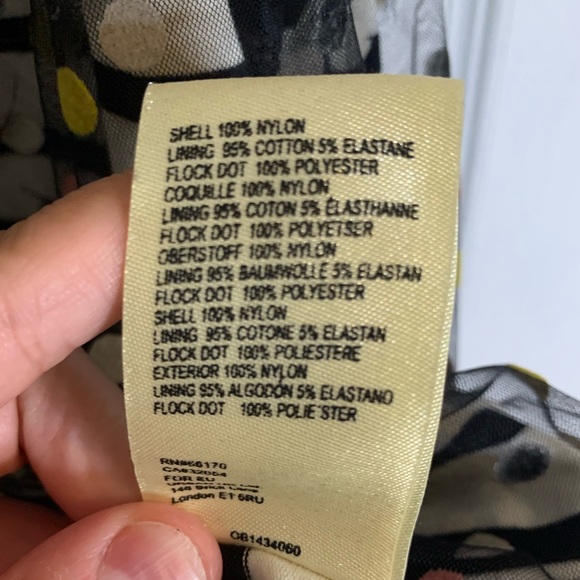 SHELL 100% NYLON
LINING 95% COTTON 5% ELASTANE
FLOCK DOT 100% POLYESTER
COQUILLE 100% NYLON
LINING 95% COTON 5% ÉLASTHANNE
FLOCK DOT 100% POLYETSER
OBERSTOFF 100% NYLON
LINING 95% BAUMWOLLE 5% ELASTAN
FLOCK DOT 100% POLYESTER
SHELL 100% NYLON
LINING 95% COTONE 5% ELASTAN
FLOCK DOT 100% POLIESTERE
EXTERIOR 100% NYLON
LINING 95% ALGODÓN 5% ELASTANO
FLOCK DOT 100% POLIE'STER
RN#66170
CA#32054
FOR EU
London E1 6RU
OB1434060